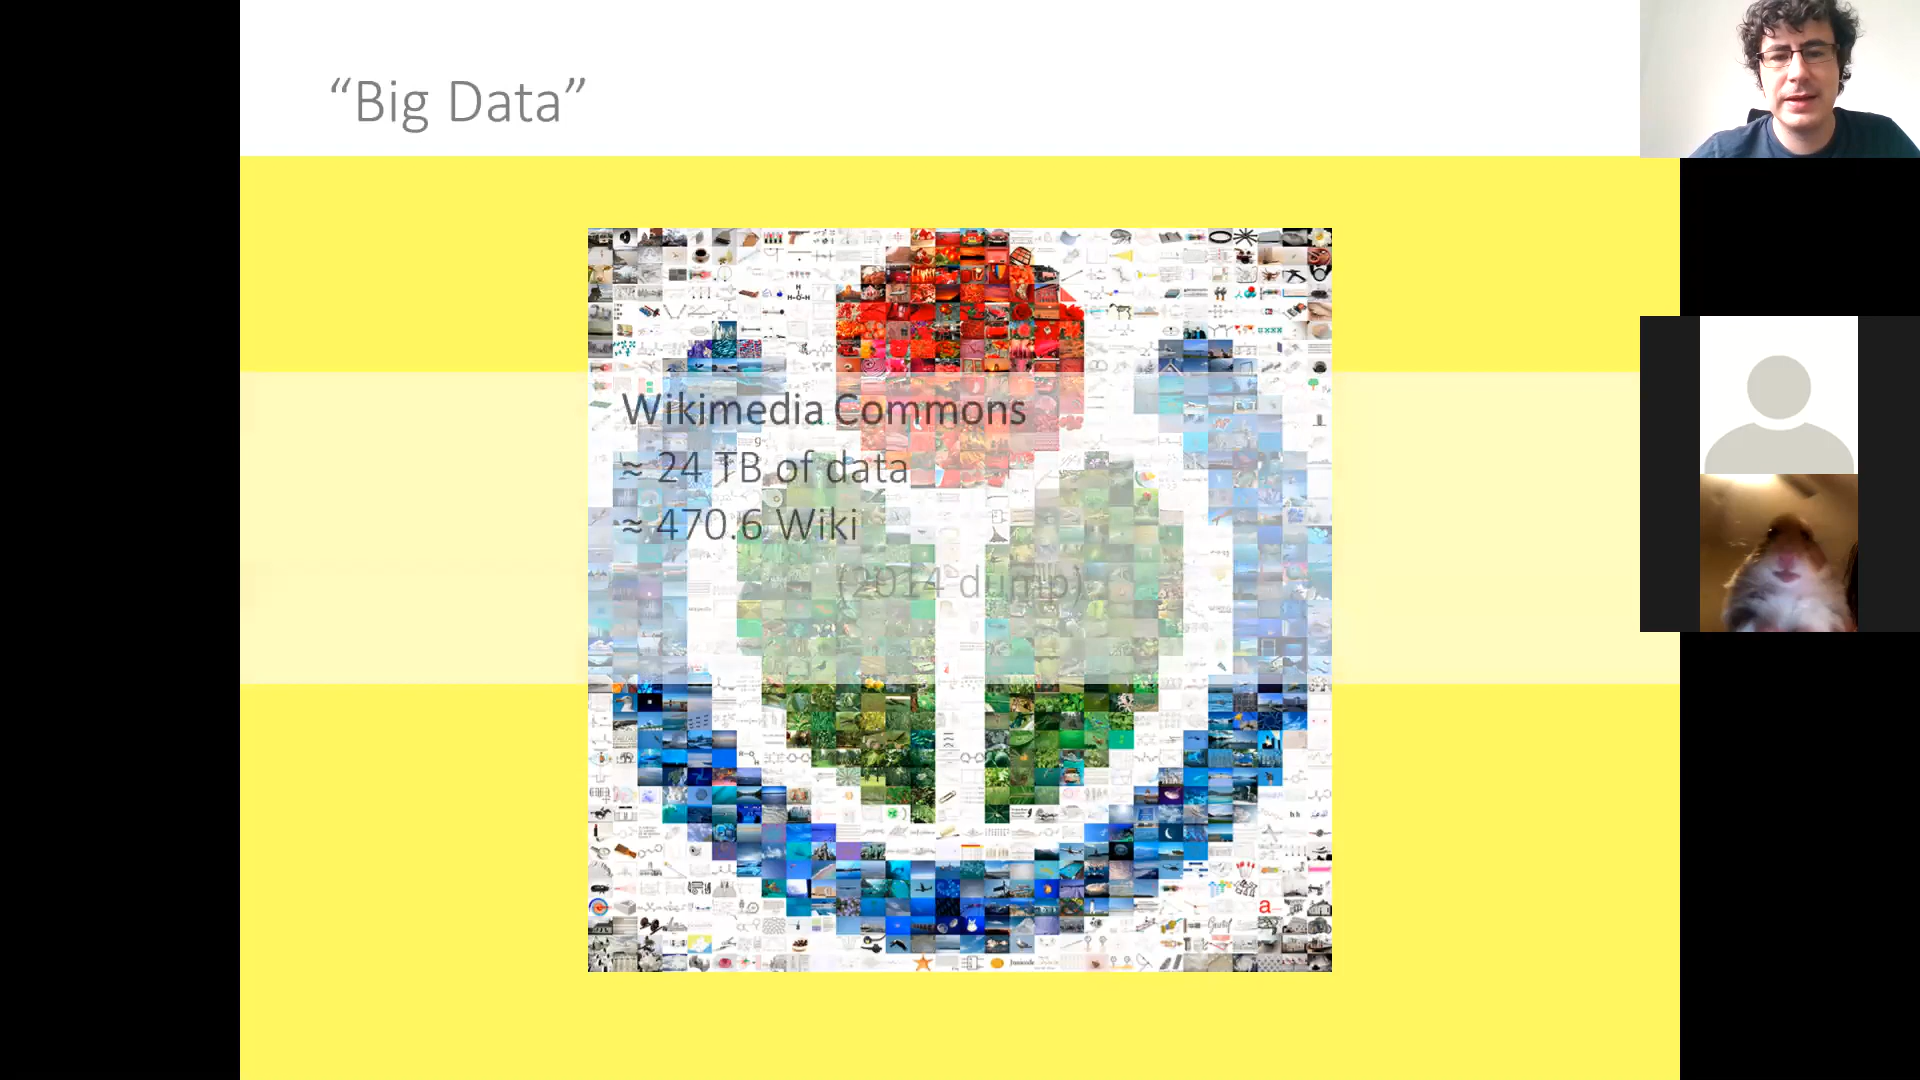 “Big Data”
Wikimedia Commons
≈ 24 TB of data
≈ 470.6 Wiki
(2014 dump)
a